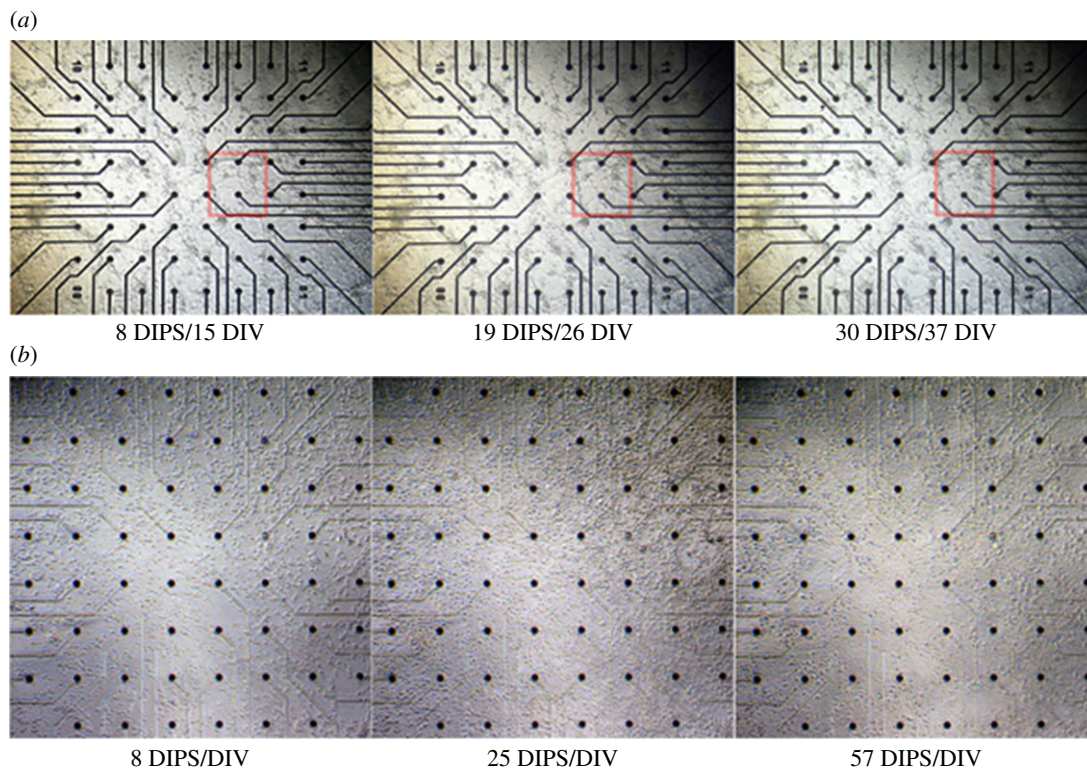 (a)
8 DIPS/15 DIV
19 DIPS/26 DIV
30 DIPS/37 DIV
(b)
8 DIPS/DIV
25 DIPS/DIV
57 DIPS/DIV